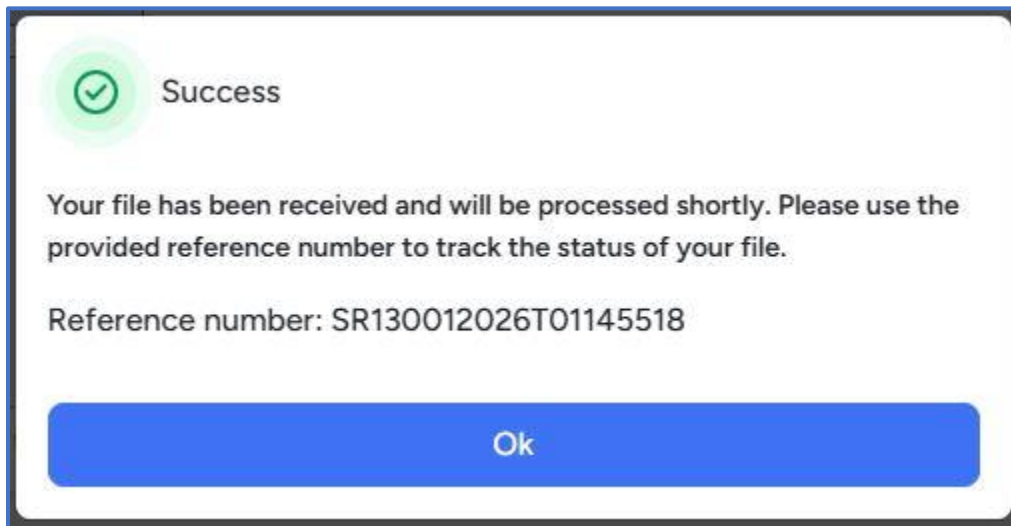 Success
Your file has been received and will be processed shortly. Please use the
provided reference number to track the status of your file.
Reference number: SR130012026T01145518
Ok